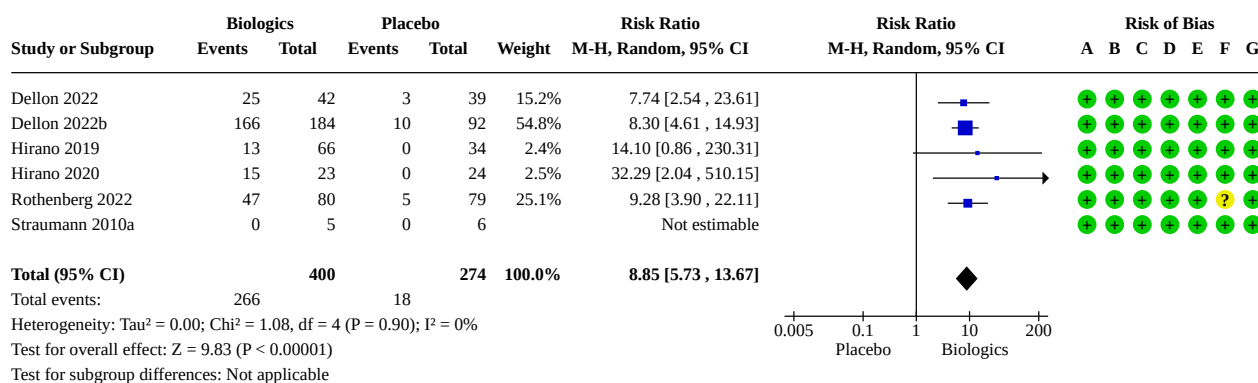 Biologics Placebo Risk Ratio Risk Ratio Risk of Bias
Study or Subgroup Events Total Events Total Weight M-H, Random, 95% CI M-H, Random, 95% CI A B C D E F G
Dellon 2022 25 42 3 39 15.2% 7.74 [2.54 , 23.61] + + + + + + +
Dellon 2022b 166 184 10 92 54.8% 8.30 [4.61 , 14.93] + + + + + + +
Hirano 2019 13 66 0 34 2.4% 14.10 [0.86 , 230.31] + + + + + + +
Hirano 2020 15 23 0 24 2.5% 32.29 [2.04 , 510.15] + + + + + + +
Rothenberg 2022 47 80 5 79 25.1% 9.28 [3.90 , 22.11] + + + + + ? +
Straumann 2010a 0 5 0 6 Not estimable + + + + + + +
Total (95% CI) 400 274 100.0% 8.85 [5.73 , 13.67]
Total events: 266 18
Heterogeneity: Tau² = 0.00; Chi² = 1.08, df = 4 (P = 0.90); I² = 0%
0.005 0.1 1 10 200
Test for overall effect: Z = 9.83 (P < 0.00001) Placebo Biologics
Test for subgroup differences: Not applicable